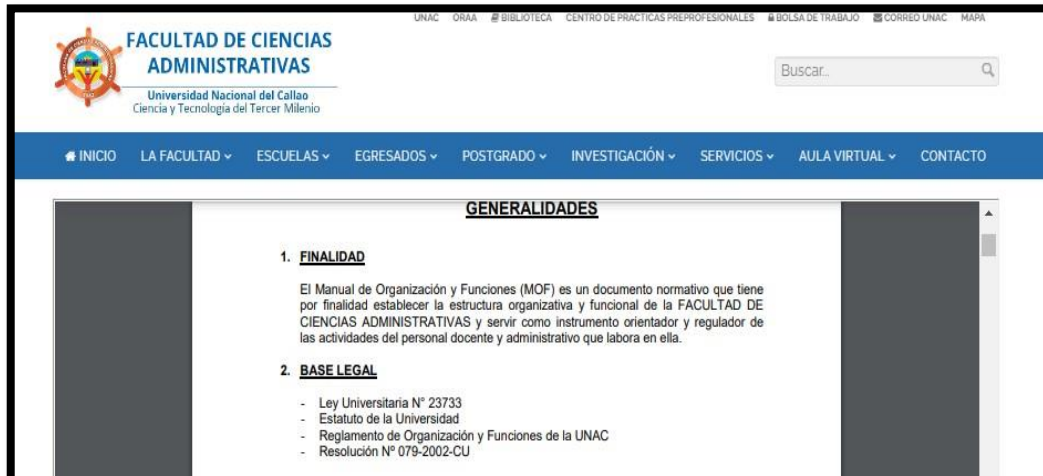 UNAC ORAA BIBLIOTECA CENTRO DE PRACTICAS PREPROFESIONALES BOLSA DE TRABAJO CORREO UNAC MAPA
FACULTAD DE CIENCIAS
ADMINISTRATIVAS
Universidad Nacional del Callao
Ciencia y Tecnología del Tercer Milenio
Buscar...
INICIO LA FACULTAD ESCUELAS EGRESADOS POSTGRADO INVESTIGACIÓN SERVICIOS AULA VIRTUAL CONTACTO
GENERALIDADES
1. FINALIDAD
El Manual de Organización y Funciones (MOF) es un documento normativo que tiene
por finalidad establecer la estructura organizativa y funcional de la FACULTAD DE
CIENCIAS ADMINISTRATIVAS y servir como instrumento orientador y regulador de
las actividades del personal docente y administrativo que labora en ella.
2. BASE LEGAL
- Ley Universitaria N° 23733
- Estatuto de la Universidad
- Reglamento de Organización y Funciones de la UNAC
- Resolución Nº 079-2002-CU